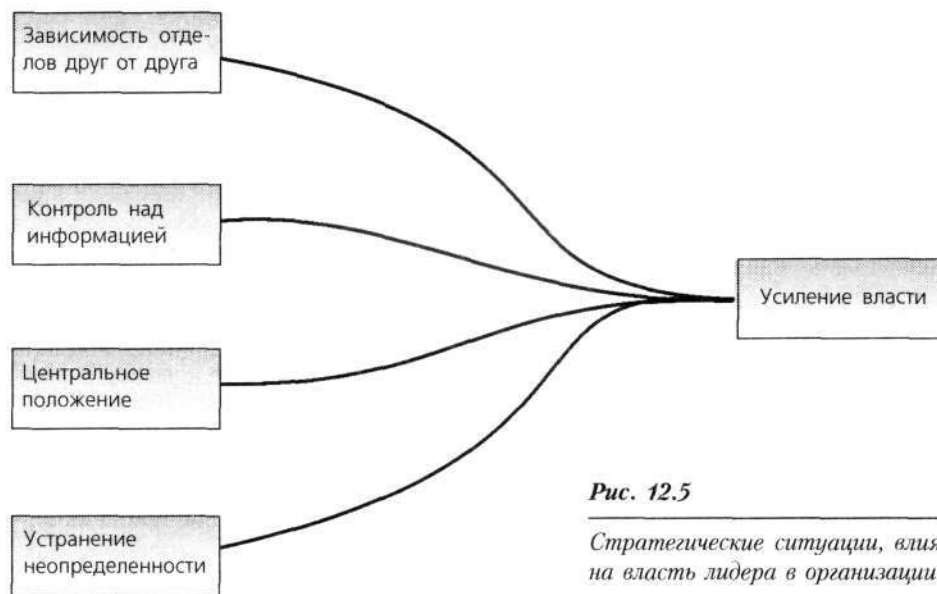 Зависимость отде-
лов друг от друга
Контроль над
информацией
Усиление власти
Центральное
положение
Рис. 12.5
Стратегические ситуации, влия
на власть лидера в организации
Устранение
неопределенности